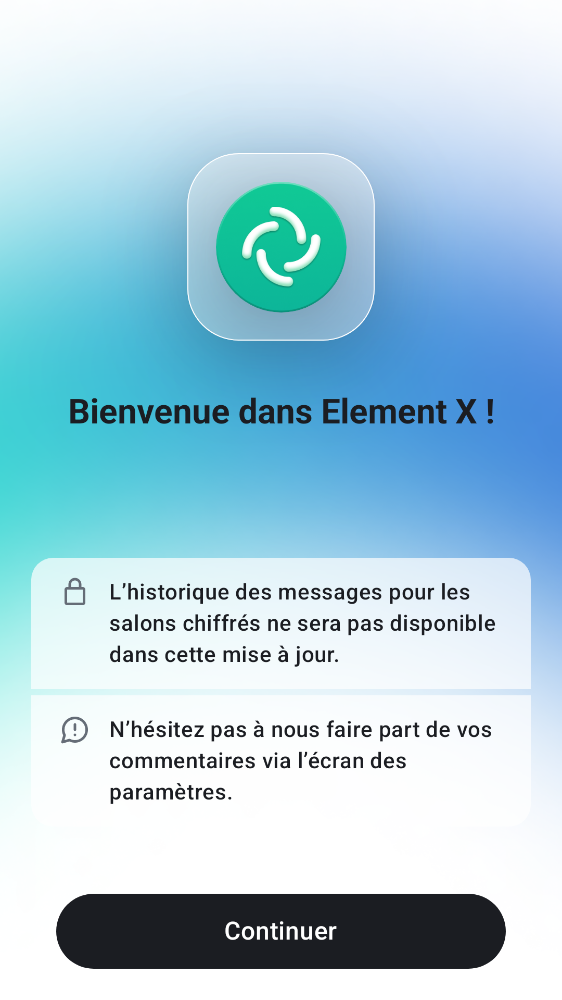 Bienvenue dans Element X !
L’historique des messages pour les
salons chiffrés ne sera pas disponible
dans cette mise à jour.
N’hésitez pas à nous faire part de vos
commentaires via l’écran des
paramètres.
Continuer